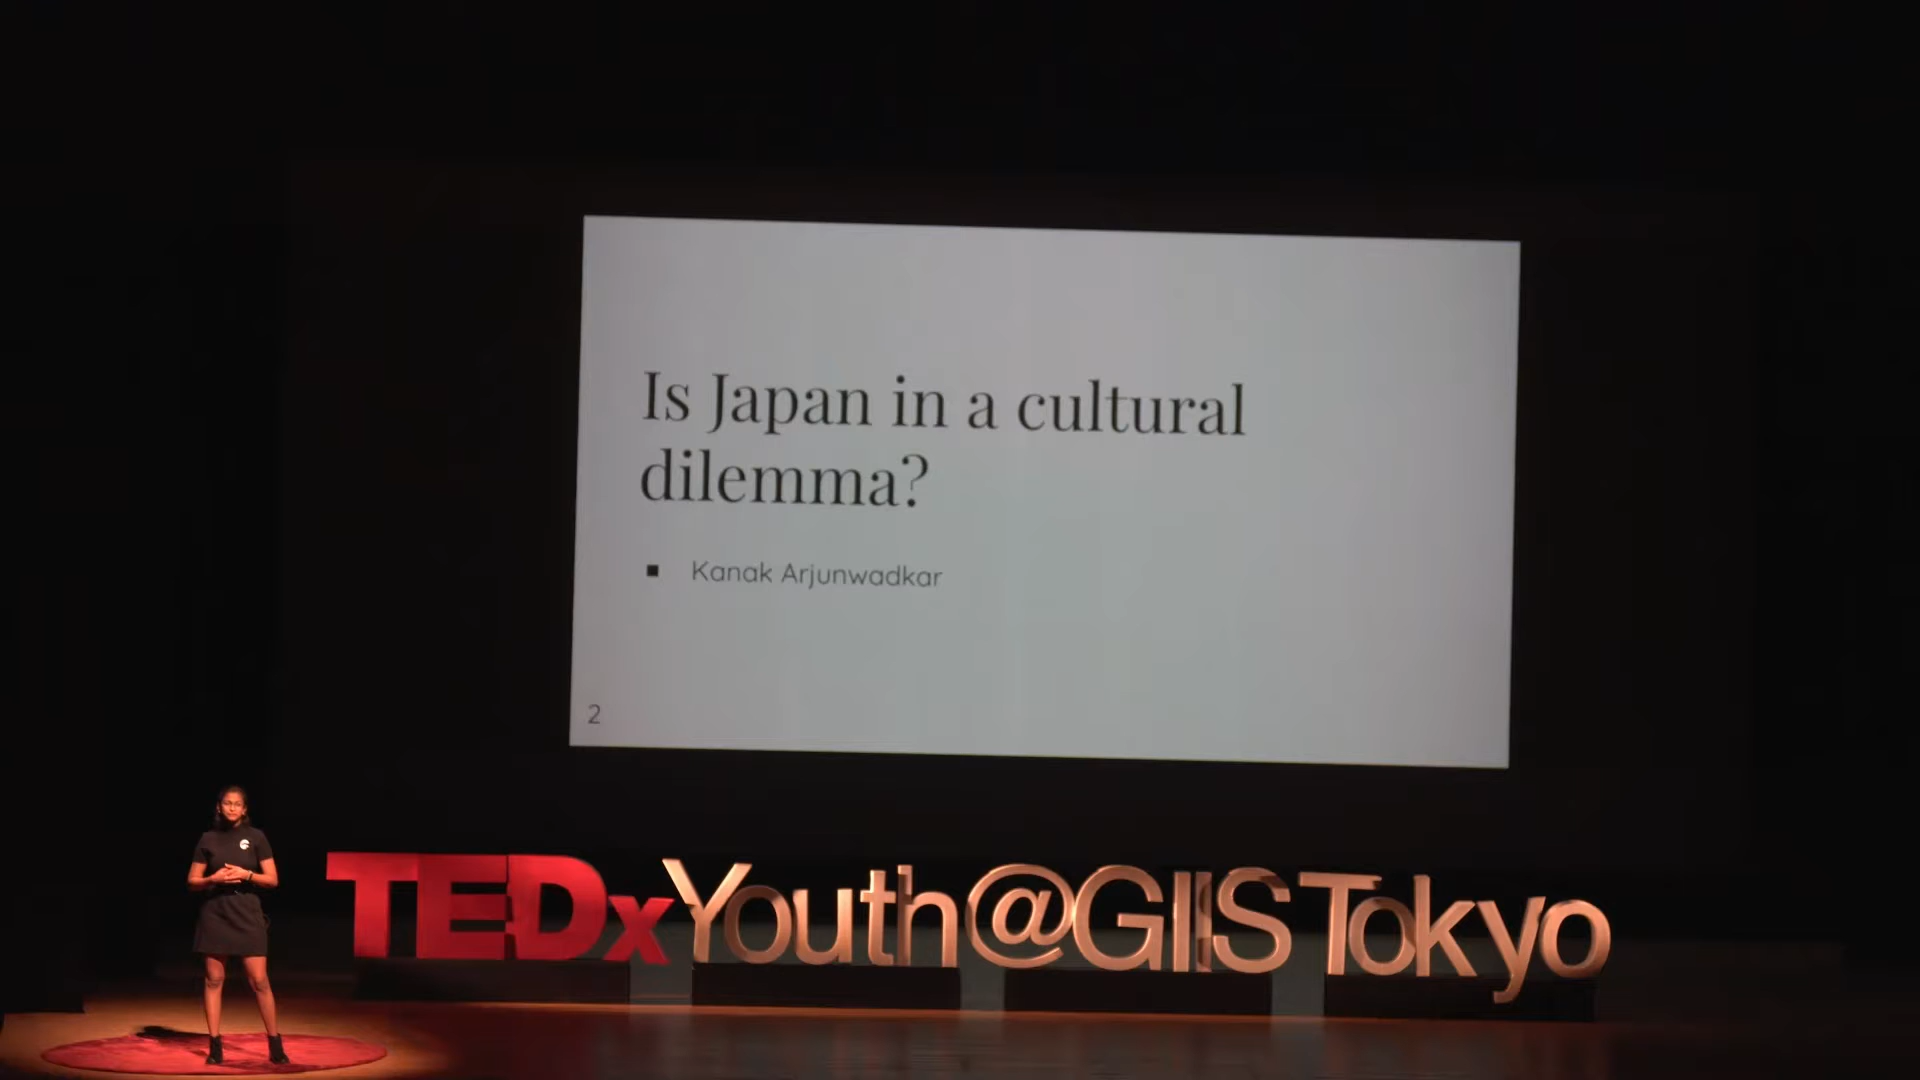 Is Japan in a cultural
dilemma?
■ Kanak Arjunwadkar
2
TEDxYouth@GIIS Tokyo